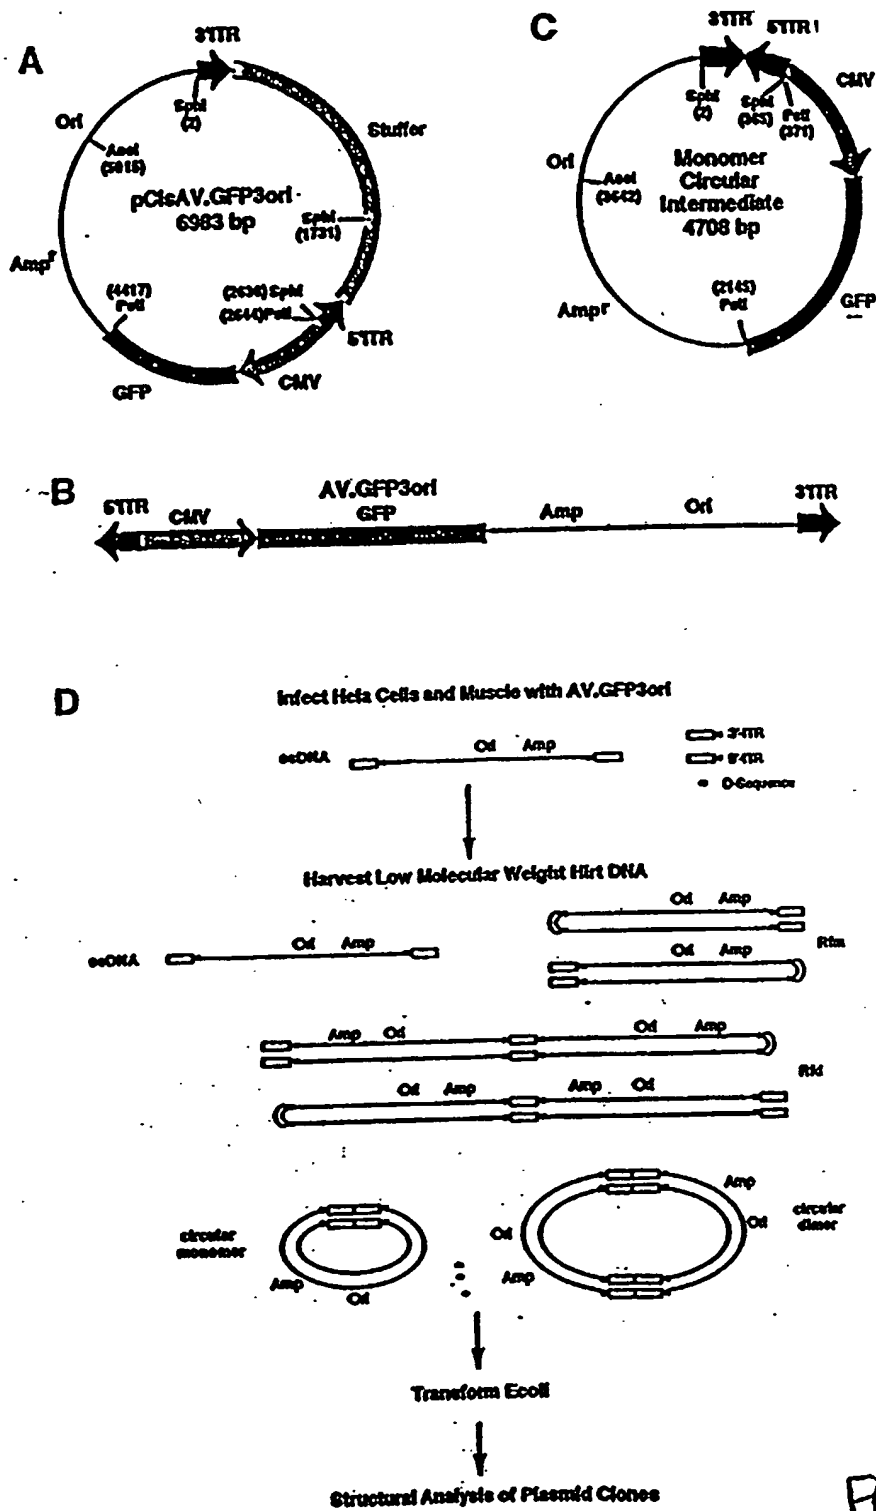 A
3'ITR
SphI
(2)
Stuffer
Ori
AseI
(5915)
pCisAV.GFP3ori
6983 bp
SphI
(1731)
Ampr
(4417)
PstI
(2636) SphI
(2644) PstI
5'ITR
CMV
GFP
C
3'ITR
5'ITR
SphI
(2)
SphI
(363)
PstI
(371)
CMV
Ori
AseI
(3642)
Monomer
Circular
Intermediate
4708 bp
(2145)
PstI
Ampr
GFP
B
AV.GFP3ori
5'ITR
CMV
GFP
Amp
Ori
3'ITR
D
Infect Hela Cells and Muscle with AV.GFP3ori
ssDNA
Ori Amp
3'-ITR
5'-ITR
D-Sequence
Harvest Low Molecular Weight Hirt DNA
ssDNA
Ori Amp
Ori Amp
Ori Amp
Rfm
Amp Ori
Ori Amp
Ori Amp
Amp Ori
Rfd
circular
monomer
Amp
Ori
Amp
Ori
Ori
Amp
circular
dimer
Transform Ecoli
Structural Analysis of Plasmid Clones